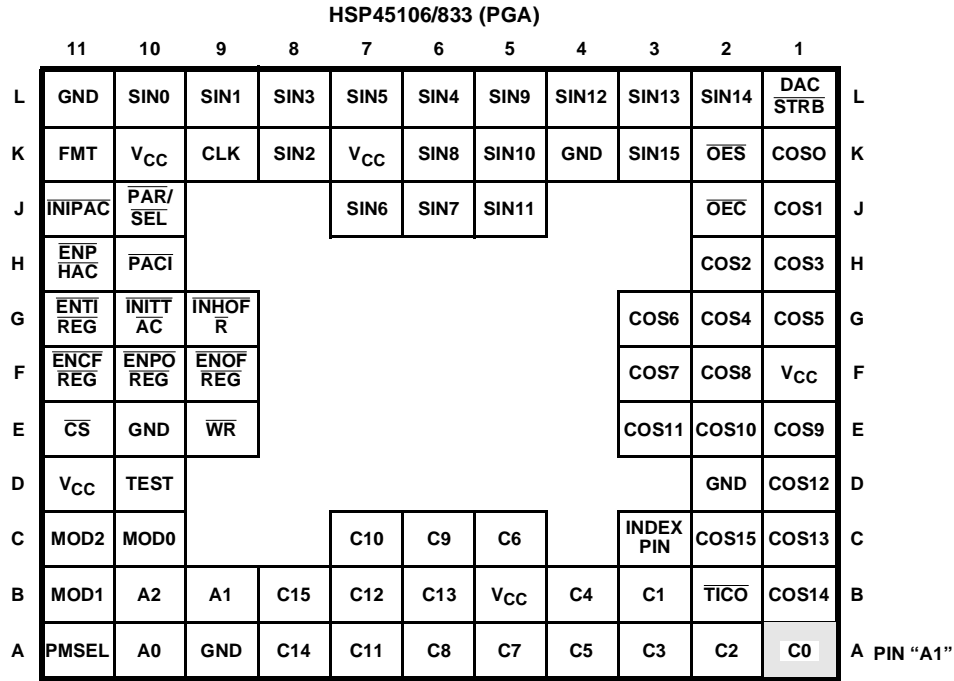 HSP45106/833 (PGA)
11 10 9 8 7 6 5 4 3 2 1
L GND SIN0 SIN1 SIN3 SIN5 SIN4 SIN9 SIN12 SIN13 SIN14 DAC STRB L
K FMT VCC CLK SIN2 VCC SIN8 SIN10 GND SIN15 OES COSO K
J INIPAC PAR/ SEL SIN6 SIN7 SIN11 OEC COS1 J
H ENP HAC PACI COS2 COS3 H
G ENTI REG INITT AC INHOF R COS6 COS4 COS5 G
F ENCF REG ENPO REG ENOF REG COS7 COS8 VCC F
E CS GND WR COS11 COS10 COS9 E
D VCC TEST GND COS12 D
C MOD2 MOD0 C10 C9 C6 INDEX PIN COS15 COS13 C
B MOD1 A2 A1 C15 C12 C13 VCC C4 C1 TICO COS14 B
A PMSEL A0 GND C14 C11 C8 C7 C5 C3 C2 C0 A PIN “A1”